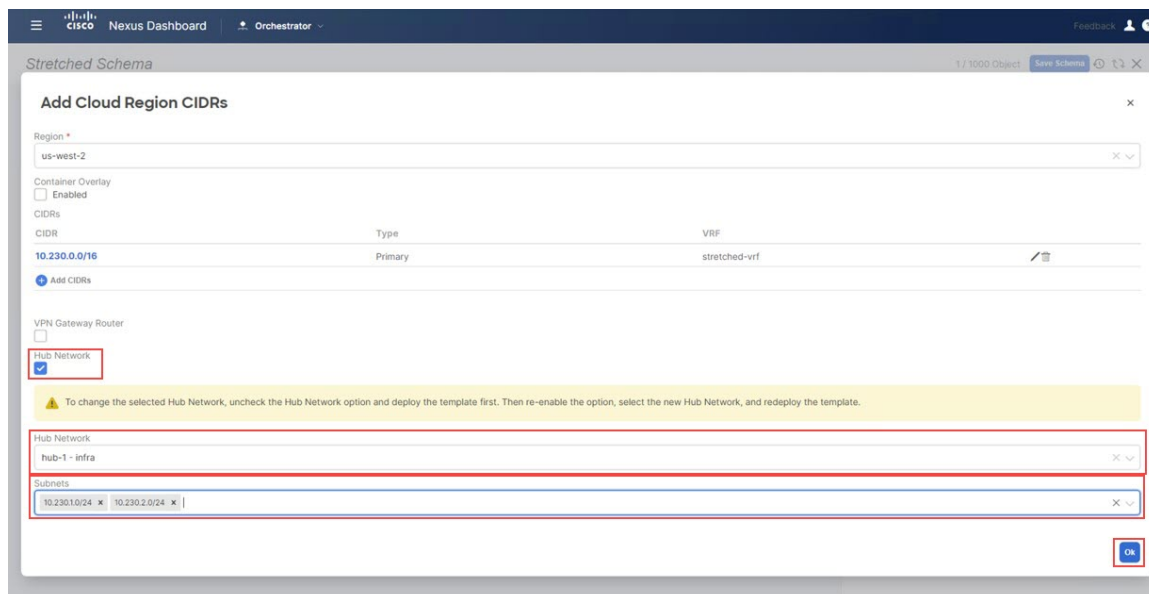 cisco Nexus Dashboard Orchestrator Feedback
Stretched Schema 1 / 1000 Object Save Schema
Add Cloud Region CIDRs
Region *
us-west-2
Container Overlay
Enabled
CIDRs
CIDR Type VRF
10.230.0.0/16 Primary stretched-vrf
Add CIDRs
VPN Gateway Router
Hub Network
To change the selected Hub Network, uncheck the Hub Network option and deploy the template first. Then re-enable the option, select the new Hub Network, and redeploy the template.
Hub Network
hub-1 - infra
Subnets
10.230.1.0/24 10.230.2.0/24
Ok